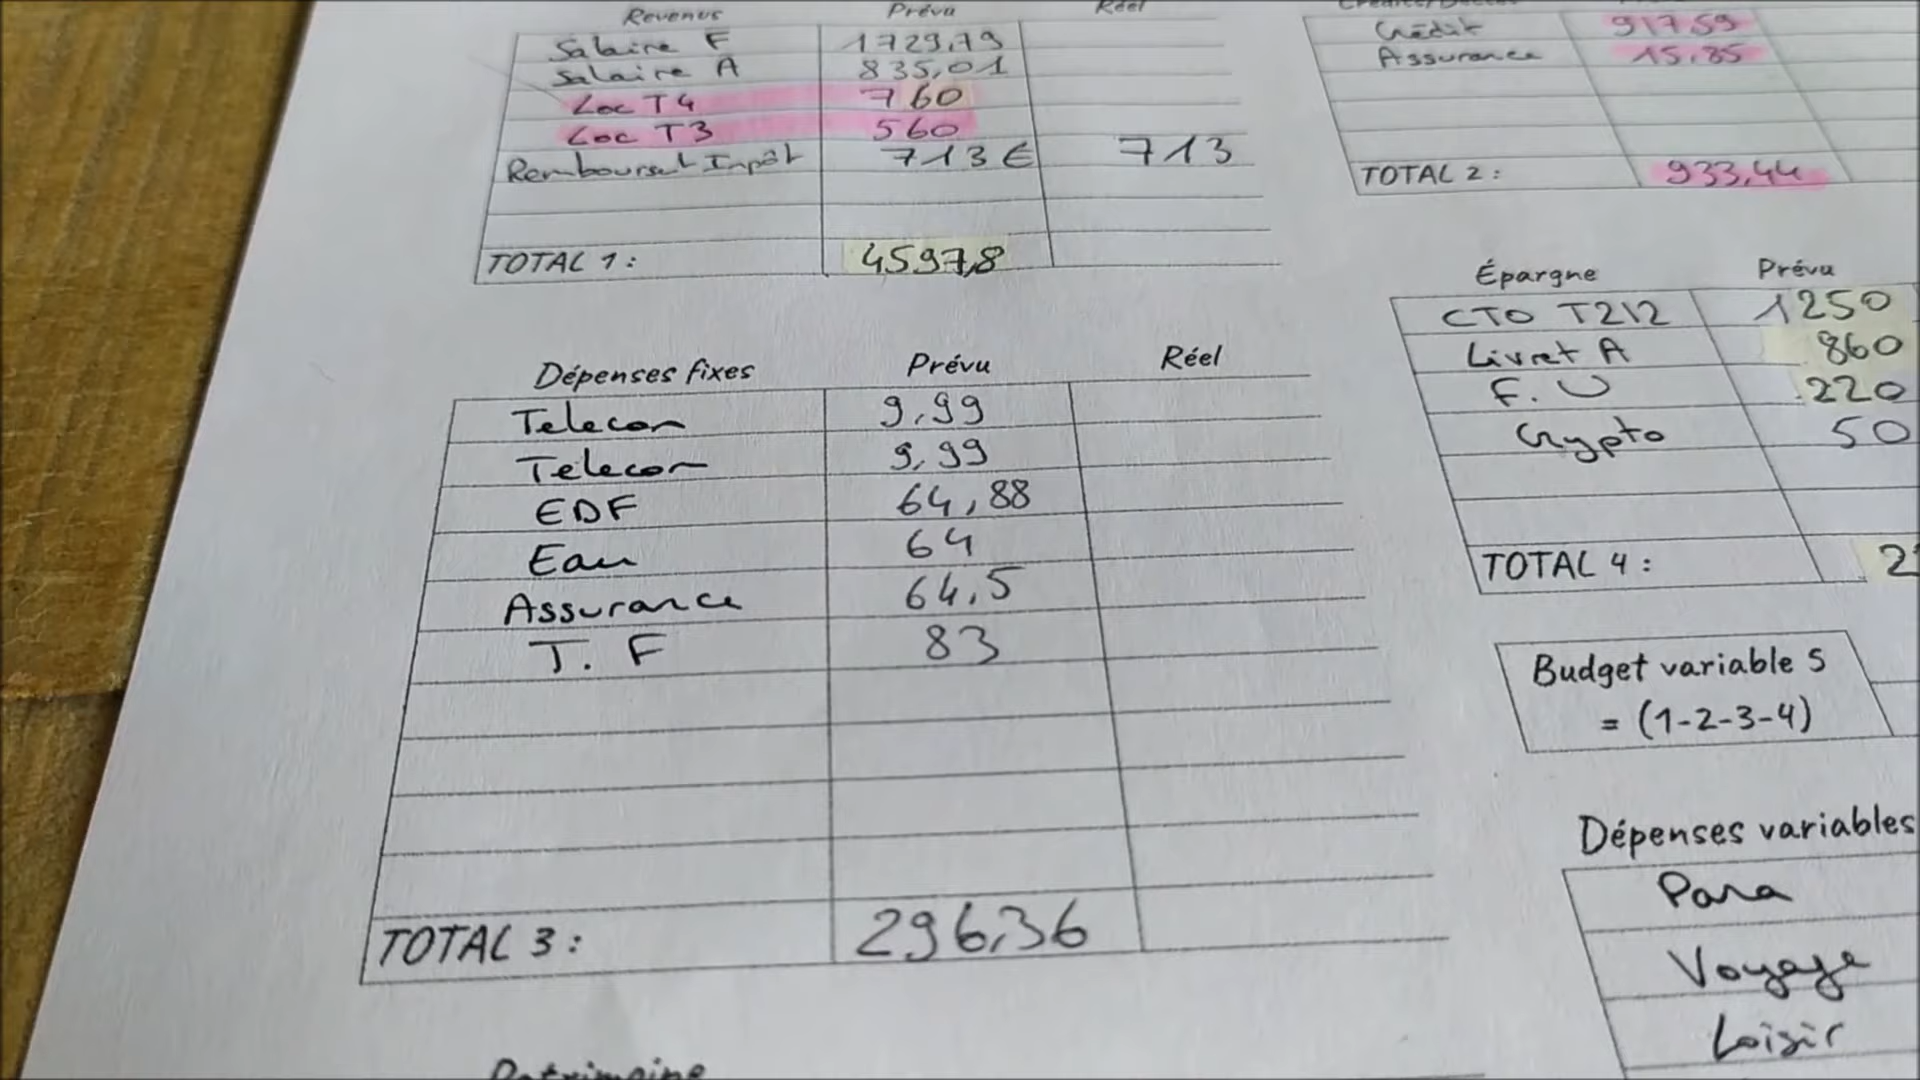 Revenus Prévu Réel
Salaire F 1729,79
Salaire A 835,01
Loc T4 760
Loc T3 560
Remboursemt Impôt 713€ 713
TOTAL 1 : 4597,8
Crédit 917,59
Assurance 15,85
TOTAL 2 : 933,44
Dépenses fixes Prévu Réel
Telecom 9,99
Telecom 9,99
EDF 64,88
Eau 64
Assurance 64,5
T. F 83
TOTAL 3 : 296,36
Épargne Prévu
CTO T212 1250
Livret A 860
F. U 220
Crypto 50
TOTAL 4 : 2
Budget variable 5
= (1-2-3-4)
Dépenses variables
Para
Voyage
Loisir
Patrimoine